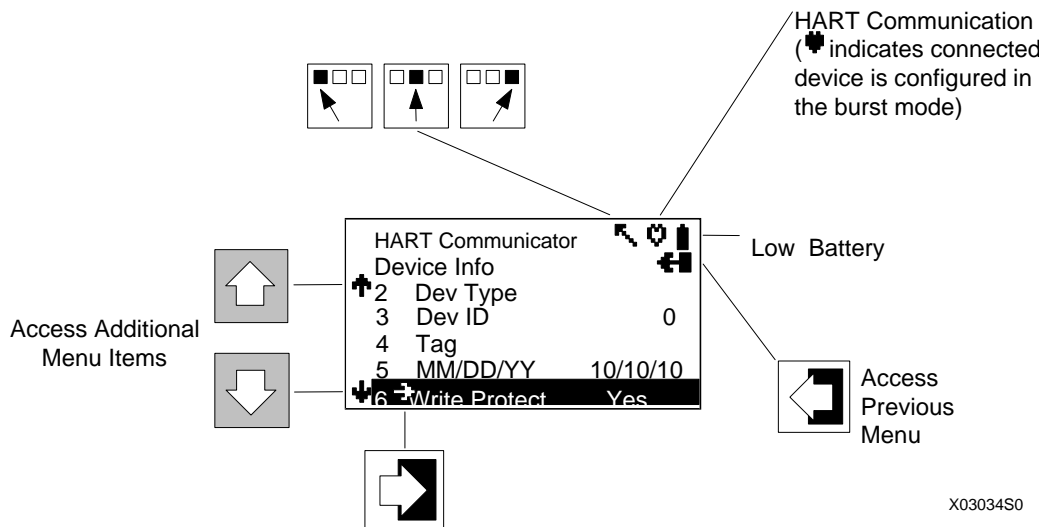 HART Communication
( indicates connected
device is configured in
the burst mode)
HART Communicator
Device Info
2 Dev Type
3 Dev ID 0
4 Tag
5 MM/DD/YY 10/10/10
6 Write Protect Yes
Low Battery
Access Additional
Menu Items
Access
Previous
Menu
X03034S0